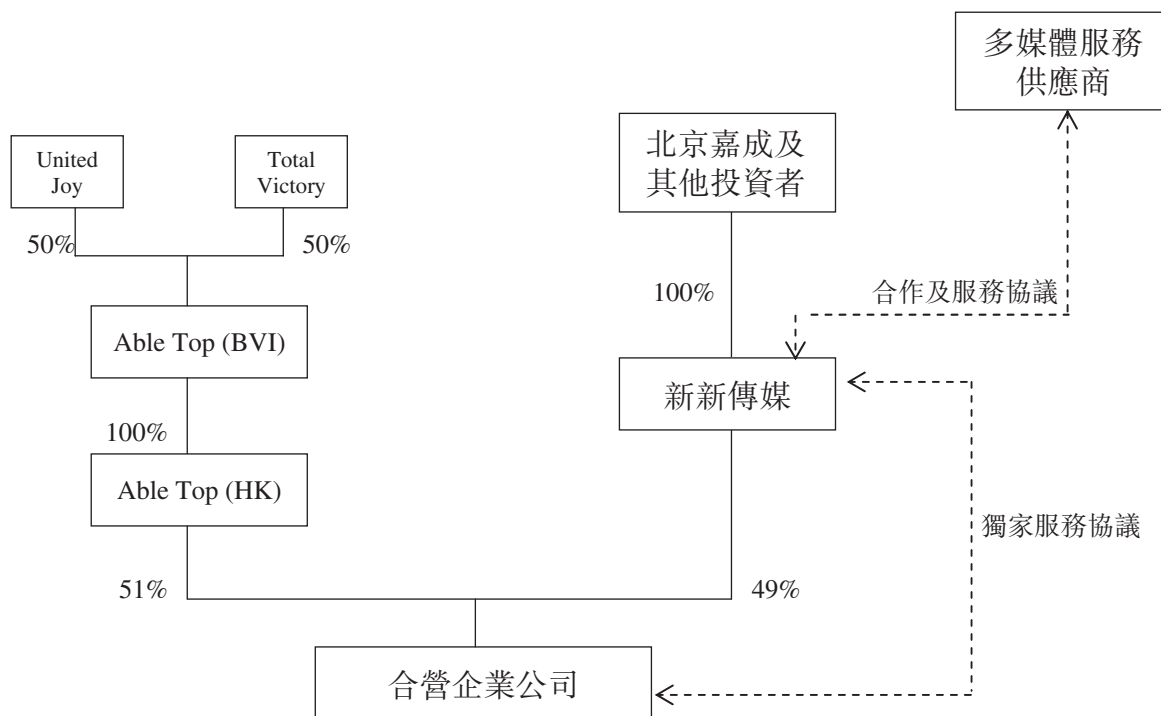 多媒體服務
供應商
United
Joy
Total
Victory
北京嘉成及
其他投資者
50%
50%
100%
合作及服務協議
Able Top (BVI)
新新傳媒
100%
Able Top (HK)
獨家服務協議
51%
49%
合營企業公司